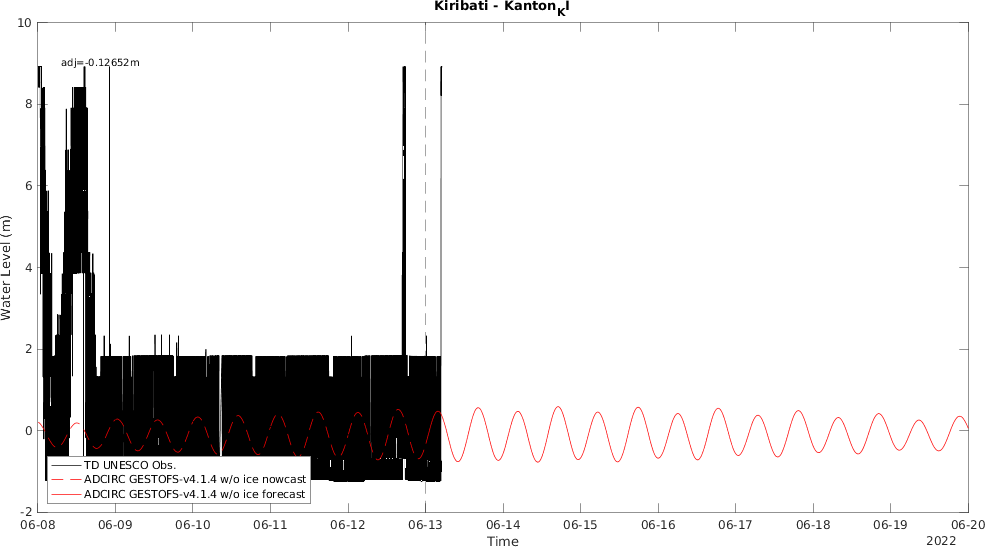 Kiribati - Kanton_KI
10
adj=-0.12652m
8
6
4
2
0
-2
Water Level (m)
TD UNESCO Obs.
ADCIRC GESTOFS-v4.1.4 w/o ice nowcast
ADCIRC GESTOFS-v4.1.4 w/o ice forecast
06-08 06-09 06-10 06-11 06-12 06-13 06-14 06-15 06-16 06-17 06-18 06-19 06-20
Time
2022